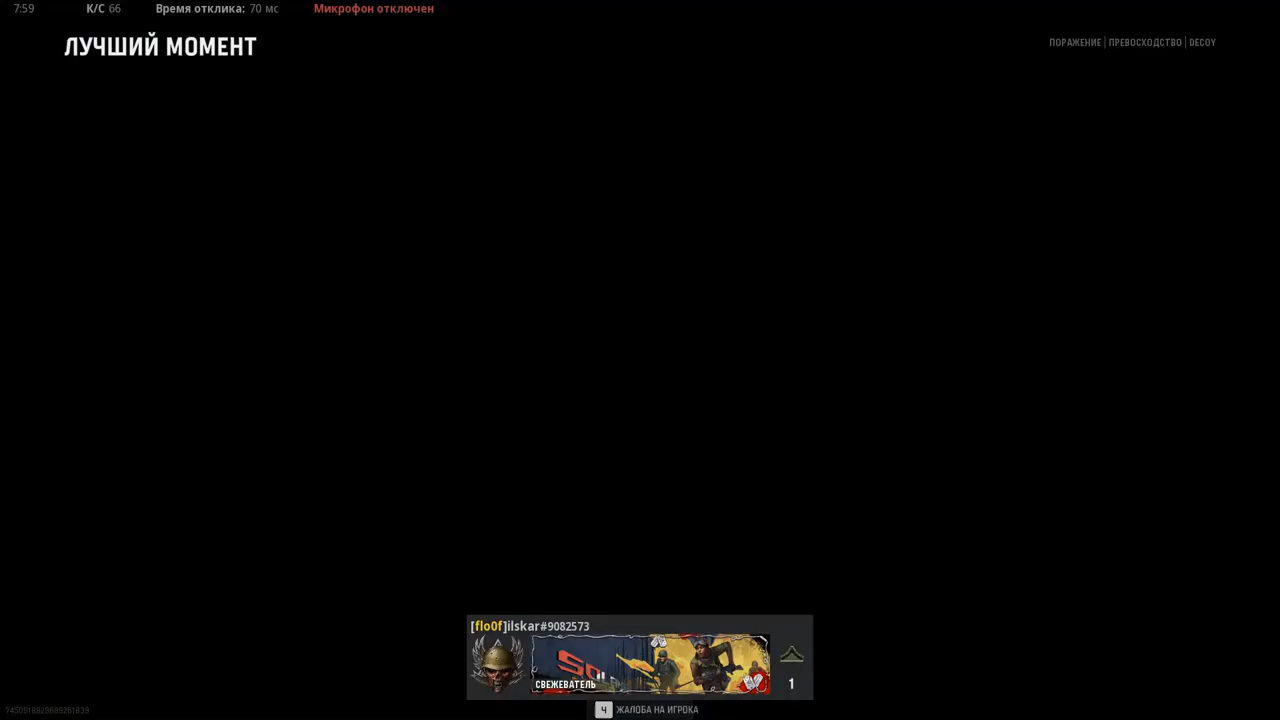 7:59 К/С 66 Время отклика: 70 мс Микрофон отключен
ЛУЧШИЙ МОМЕНТ
ПОРАЖЕНИЕ | ПРЕВОСХОДСТВО | DECOY
[flo0f]ilskar#9082573
СВЕЖЕВАТЕЛЬ
1
Ч ЖАЛОБА НА ИГРОКА